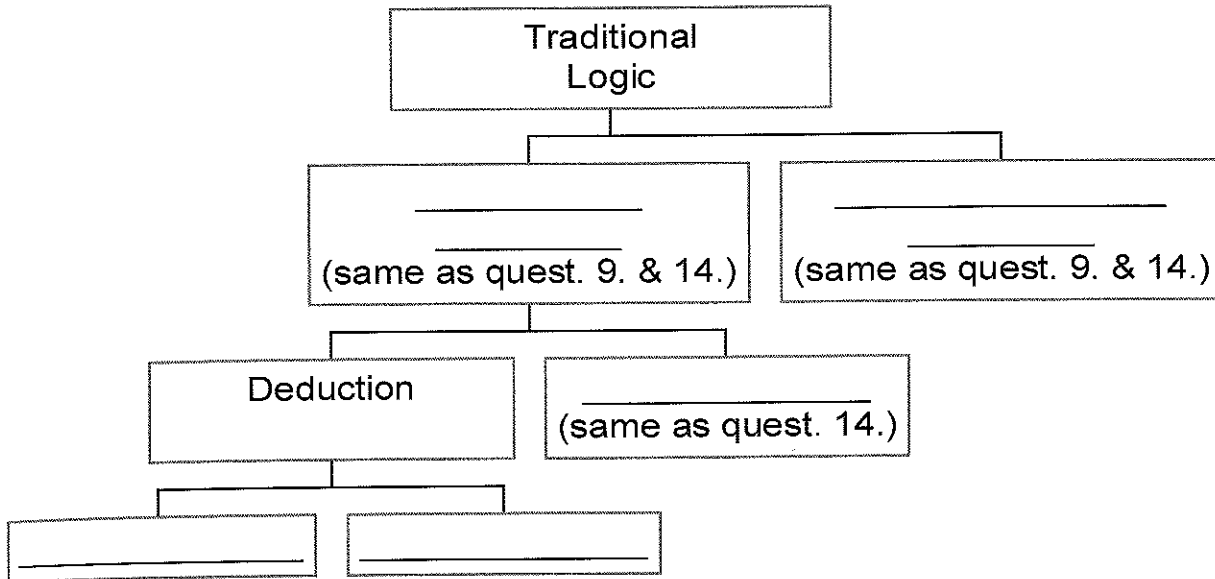 Traditional
Logic
(same as quest. 9. & 14.)
(same as quest. 9. & 14.)
Deduction
(same as quest. 14.)